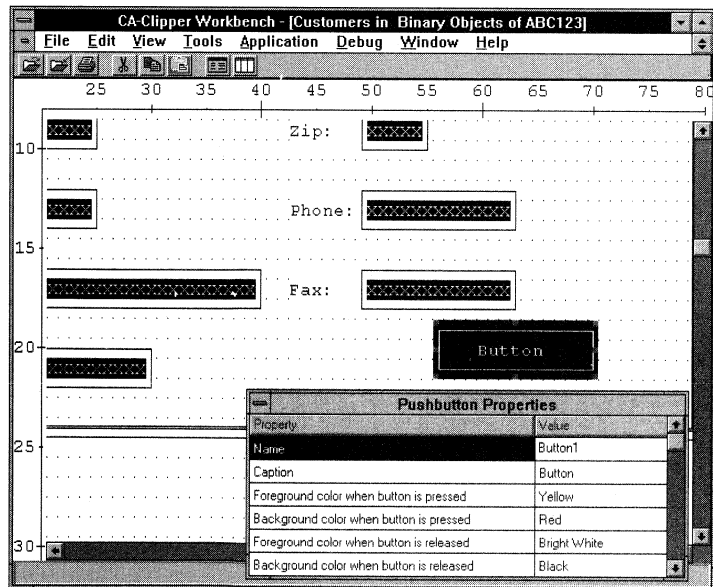 CA-Clipper Workbench - [Customers in Binary Objects of ABC123]
File Edit View Tools Application Debug Window Help
25 30 35 40 45 50 55 60 65 70 75 80
10 Zip:
Phone:
15
Fax:
20
Button
Pushbutton Properties
Property Value
25
Name Button1
Caption Button
Foreground color when button is pressed Yellow
Background color when button is pressed Red
Foreground color when button is released Bright White
30
Background color when button is released Black